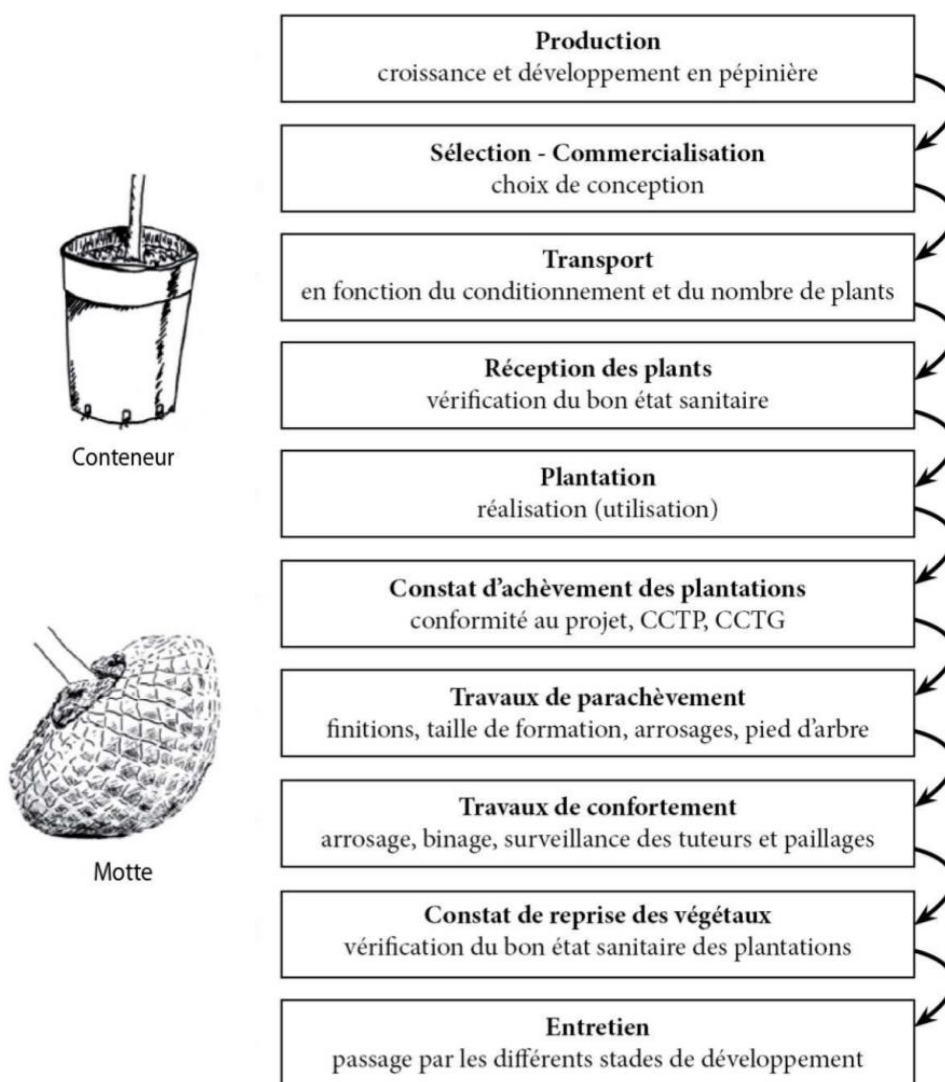 Production
croissance et développement en pépinière
Sélection - Commercialisation
choix de conception
Transport
en fonction du conditionnement et du nombre de plants
Réception des plants
vérification du bon état sanitaire
Conteneur
Plantation
réalisation (utilisation)
Constat d’achèvement des plantations
conformité au projet, CCTP, CCTG
Travaux de parachèvement
finitions, taille de formation, arrosages, pied d’arbre
Travaux de confortement
arrosage, binage, surveillance des tuteurs et paillages
Motte
Constat de reprise des végétaux
vérification du bon état sanitaire des plantations
Entretien
passage par les différents stades de développement